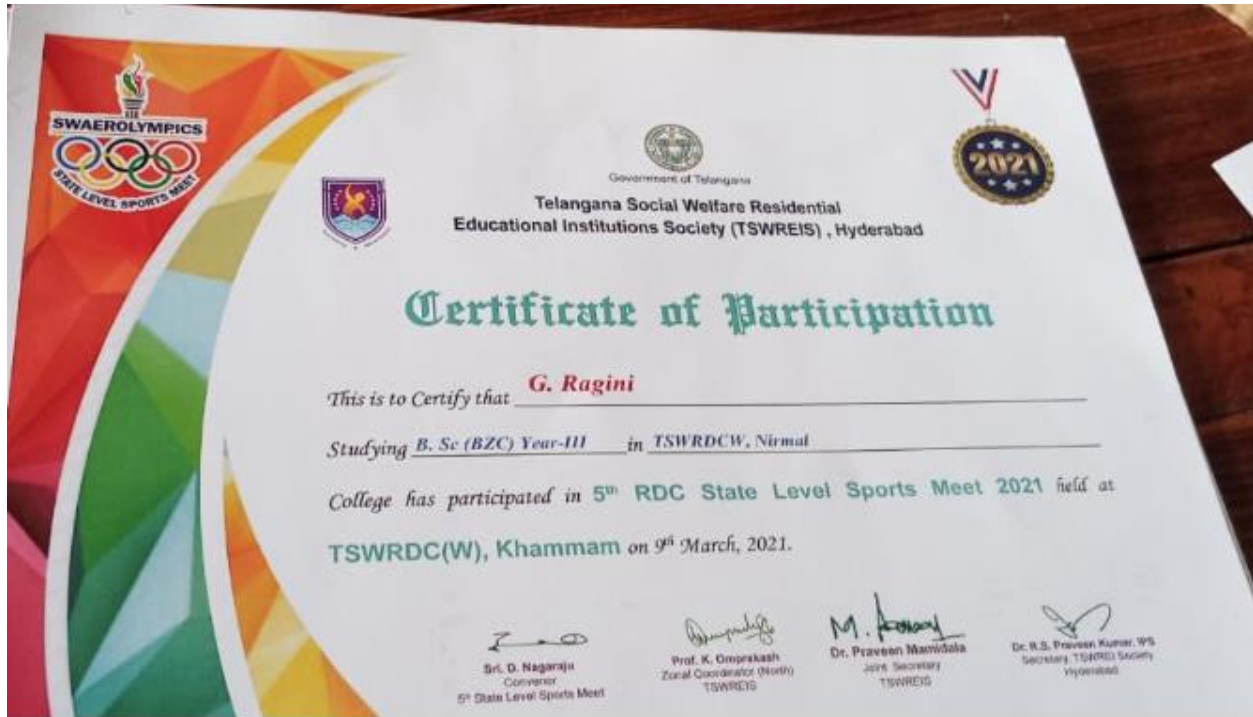 SWAEROLYMPICS
STATE LEVEL SPORTS MEET
2021
Government of Telangana
Telangana Social Welfare Residential
Educational Institutions Society (TSWREIS) , Hyderabad
Certificate of Participation
This is to Certify that G. Ragini
Studying B. Sc (BZC) Year-III in TSWRDCW, Nirmal
College has participated in 5th RDC State Level Sports Meet 2021 held at
TSWRDC(W), Khammam on 9th March, 2021.
Sri. D. Nagaraju
Convenor
5th State Level Sports Meet
Prof. K. Omprakash
Zonal Coordinator (North)
TSWREIS
M.
Dr. Praveen Mamidala
Joint Secretary
TSWREIS
Dr. R.S. Praveen Kumar, IPS
Secretary, TSWREI Society
Hyderabad